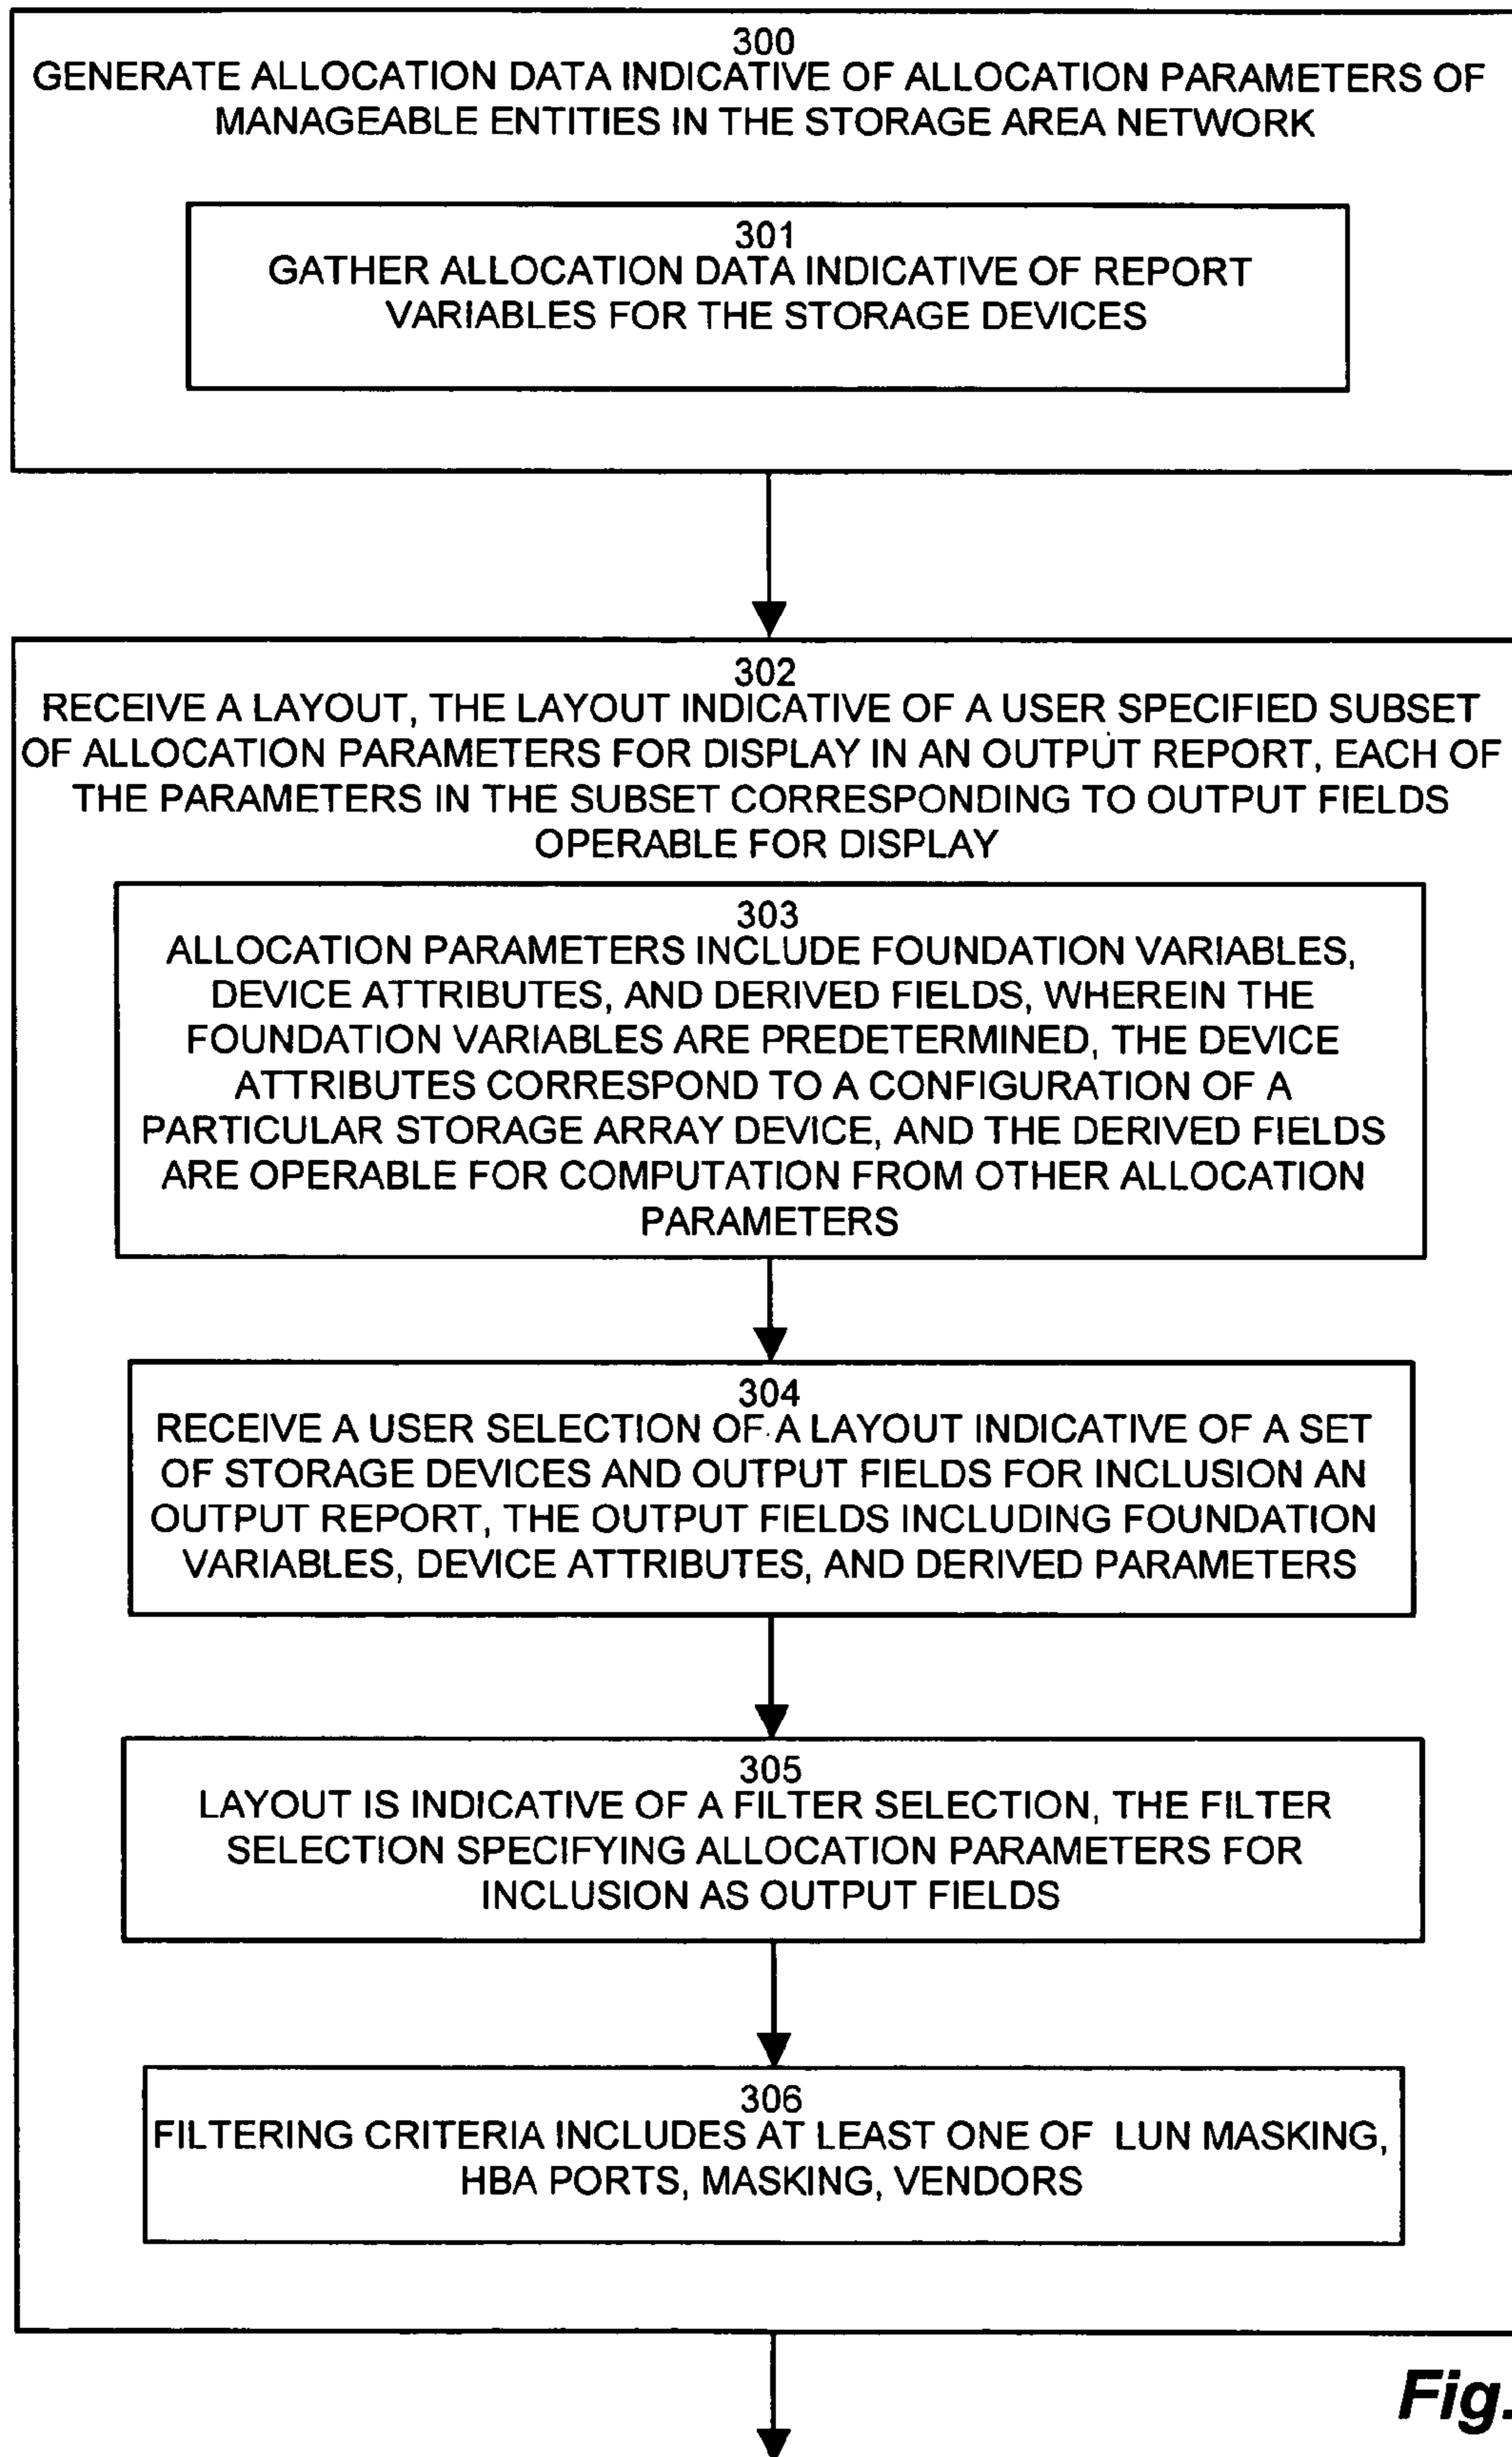 300
GENERATE ALLOCATION DATA INDICATIVE OF ALLOCATION PARAMETERS OF
MANAGEABLE ENTITIES IN THE STORAGE AREA NETWORK
301
GATHER ALLOCATION DATA INDICATIVE OF REPORT
VARIABLES FOR THE STORAGE DEVICES
302
RECEIVE A LAYOUT, THE LAYOUT INDICATIVE OF A USER SPECIFIED SUBSET
OF ALLOCATION PARAMETERS FOR DISPLAY IN AN OUTPUT REPORT, EACH OF
THE PARAMETERS IN THE SUBSET CORRESPONDING TO OUTPUT FIELDS
OPERABLE FOR DISPLAY
303
ALLOCATION PARAMETERS INCLUDE FOUNDATION VARIABLES,
DEVICE ATTRIBUTES, AND DERIVED FIELDS, WHEREIN THE
FOUNDATION VARIABLES ARE PREDETERMINED, THE DEVICE
ATTRIBUTES CORRESPOND TO A CONFIGURATION OF A
PARTICULAR STORAGE ARRAY DEVICE, AND THE DERIVED FIELDS
ARE OPERABLE FOR COMPUTATION FROM OTHER ALLOCATION
PARAMETERS
304
RECEIVE A USER SELECTION OF A LAYOUT INDICATIVE OF A SET
OF STORAGE DEVICES AND OUTPUT FIELDS FOR INCLUSION AN
OUTPUT REPORT, THE OUTPUT FIELDS INCLUDING FOUNDATION
VARIABLES, DEVICE ATTRIBUTES, AND DERIVED PARAMETERS
305
LAYOUT IS INDICATIVE OF A FILTER SELECTION, THE FILTER
SELECTION SPECIFYING ALLOCATION PARAMETERS FOR
INCLUSION AS OUTPUT FIELDS
306
FILTERING CRITERIA INCLUDES AT LEAST ONE OF LUN MASKING,
HBA PORTS, MASKING, VENDORS
Fig.